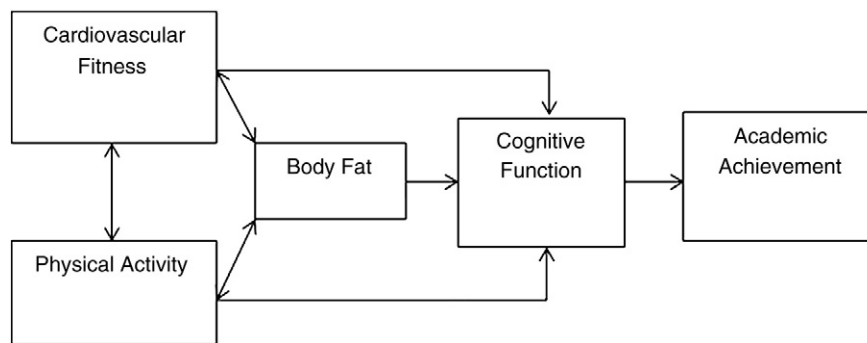 Cardiovascular
Fitness
Body Fat
Cognitive
Function
Academic
Achievement
Physical Activity